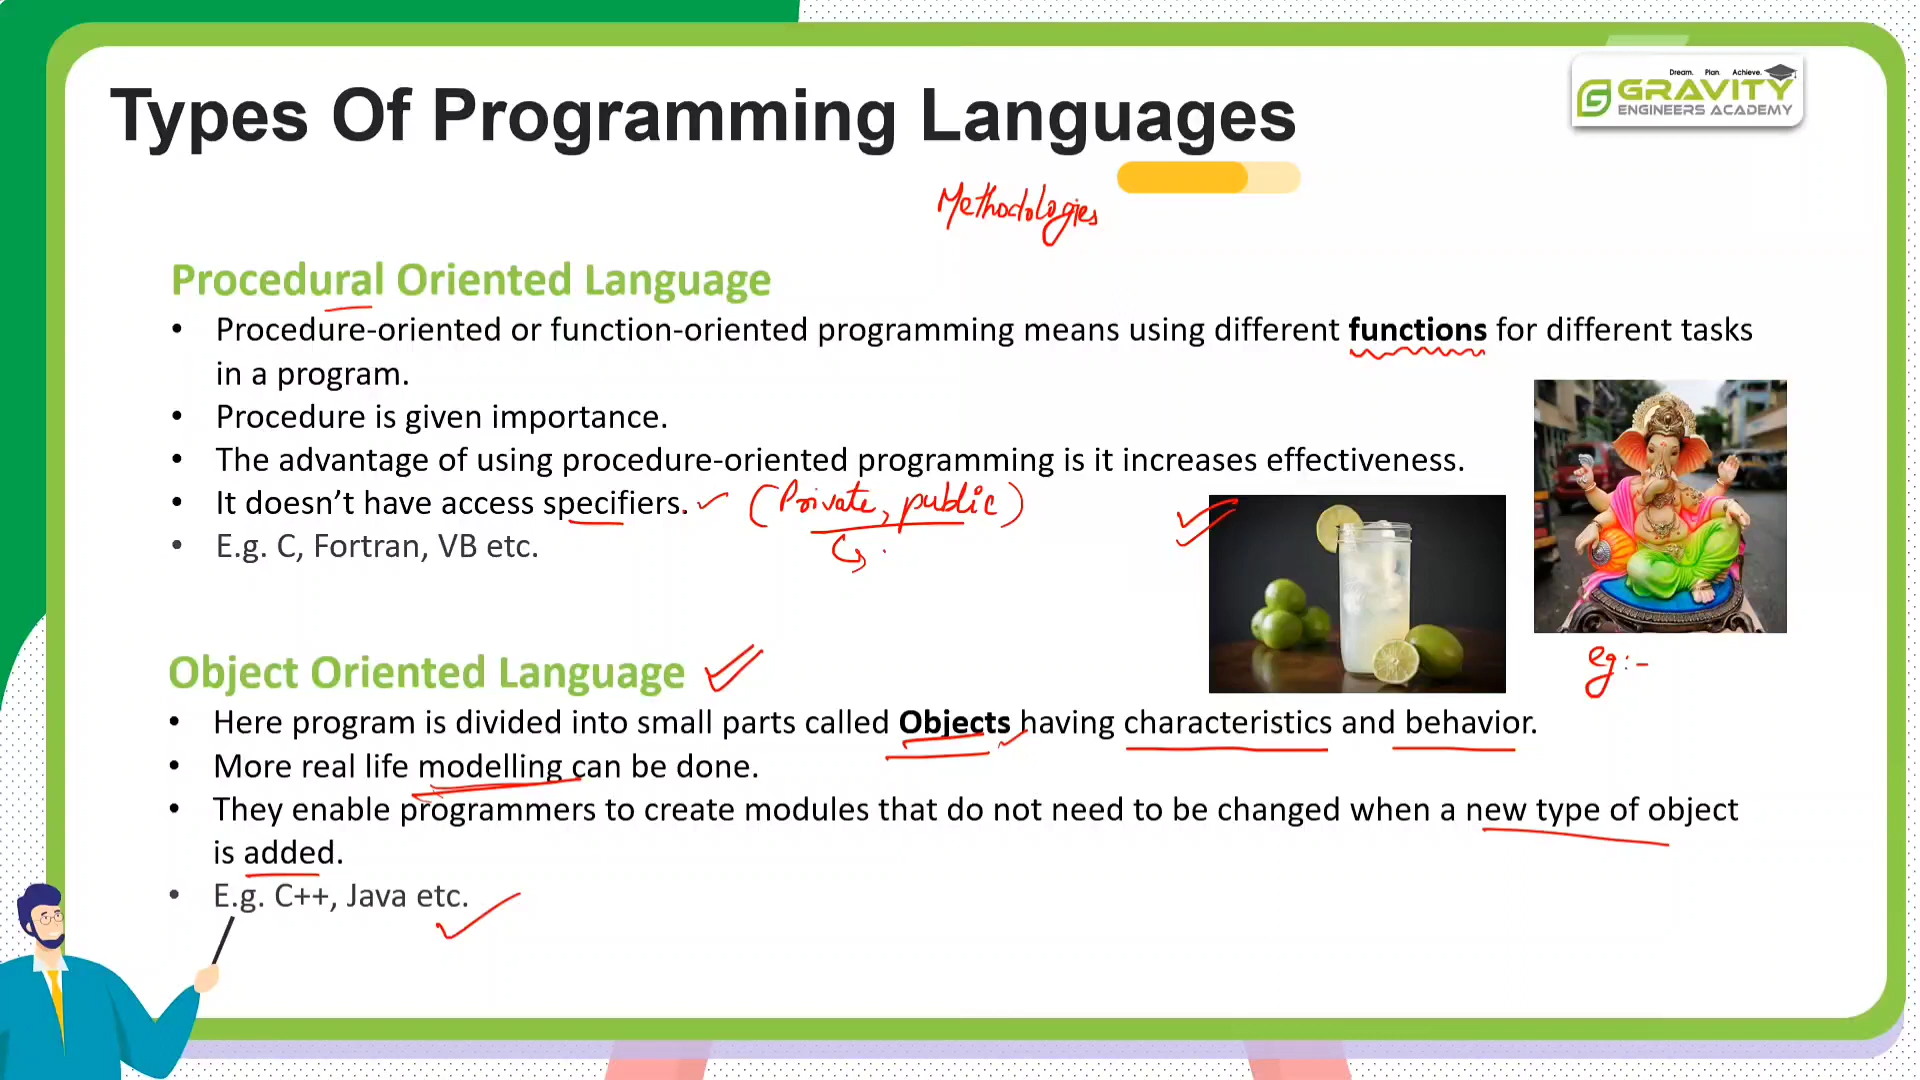 Types Of Programming Languages
Dream. Plan. Achieve.
GRAVITY
ENGINEERS ACADEMY
Methodologies
Procedural Oriented Language
• Procedure-oriented or function-oriented programming means using different functions for different tasks
in a program.
• Procedure is given importance.
• The advantage of using procedure-oriented programming is it increases effectiveness.
• It doesn’t have access specifiers. (Private, public)
• E.g. C, Fortran, VB etc.
eg:-
Object Oriented Language
• Here program is divided into small parts called Objects having characteristics and behavior.
• More real life modelling can be done.
• They enable programmers to create modules that do not need to be changed when a new type of object
is added.
• E.g. C++, Java etc.